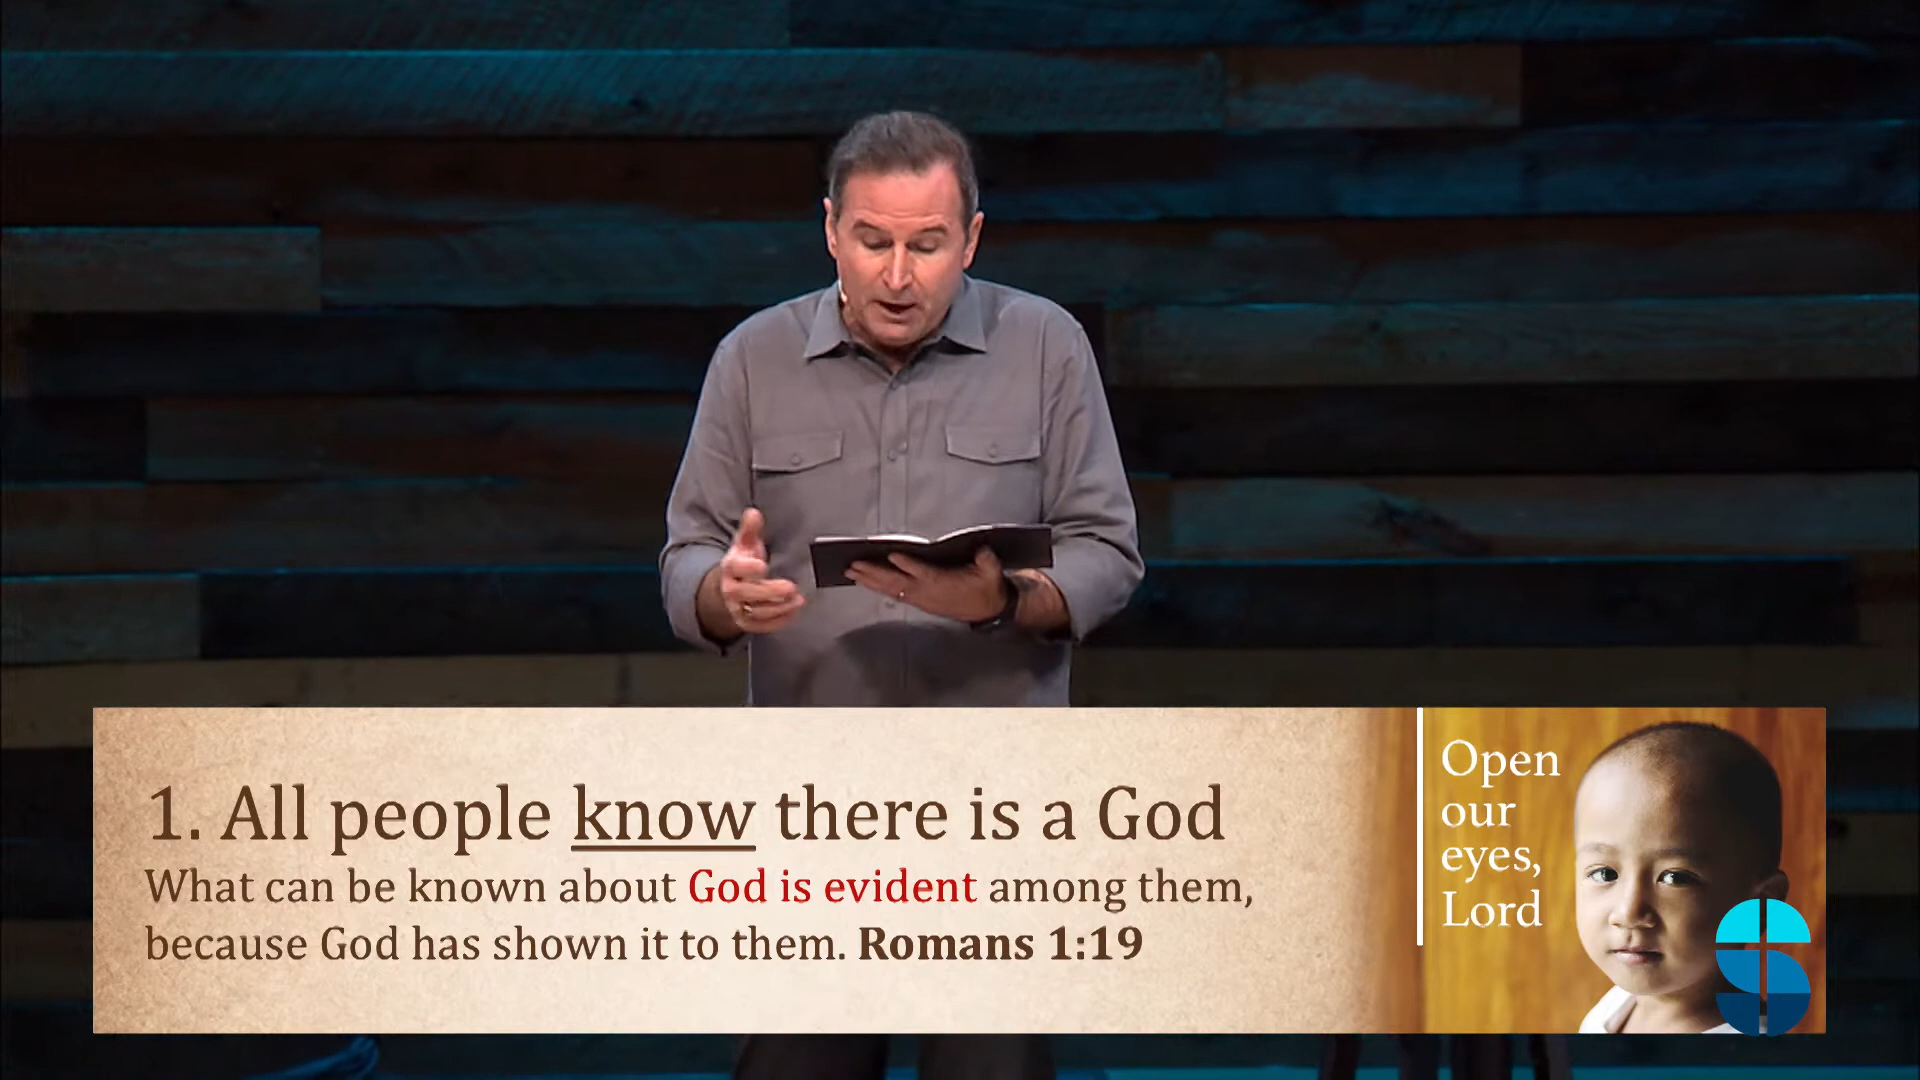 1. All people know there is a God
What can be known about God is evident among them,
because God has shown it to them. Romans 1:19
Open
our
eyes,
Lord